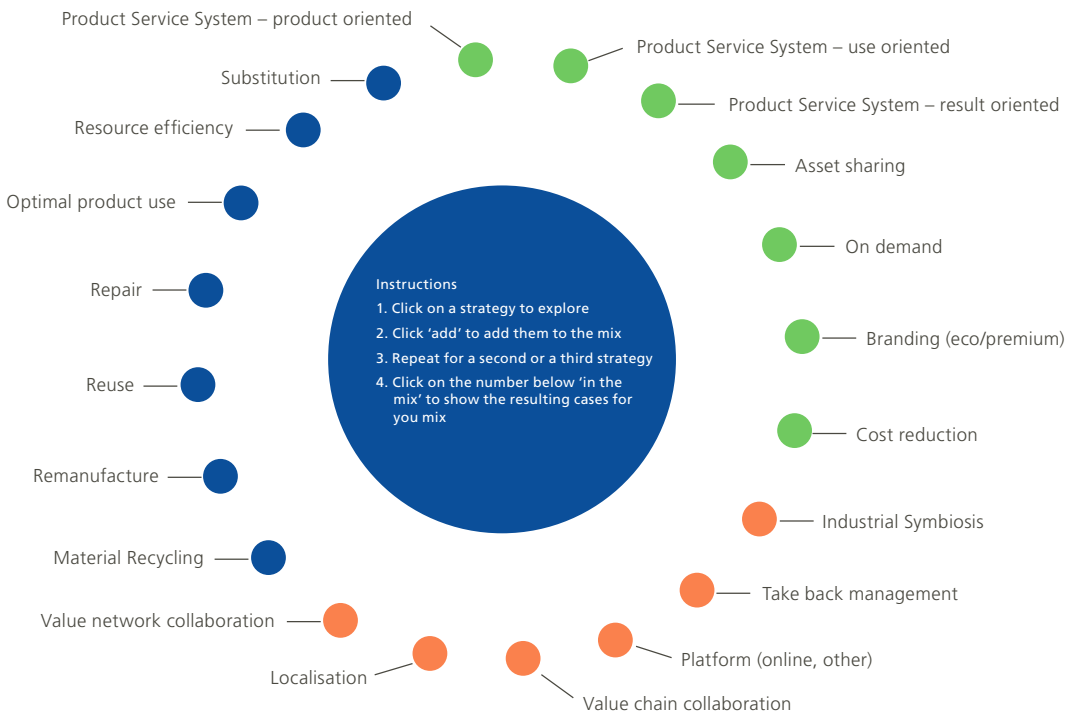 Product Service System – product oriented
Product Service System – use oriented
Substitution
Product Service System – result oriented
Resource efficiency
Asset sharing
Optimal product use
On demand
Repair
Instructions
1. Click on a strategy to explore
2. Click ‘add’ to add them to the mix
3. Repeat for a second or a third strategy
4. Click on the number below ‘in the
mix’ to show the resulting cases for
you mix
Branding (eco/premium)
Reuse
Cost reduction
Remanufacture
Industrial Symbiosis
Material Recycling
Take back management
Value network collaboration
Platform (online, other)
Localisation
Value chain collaboration